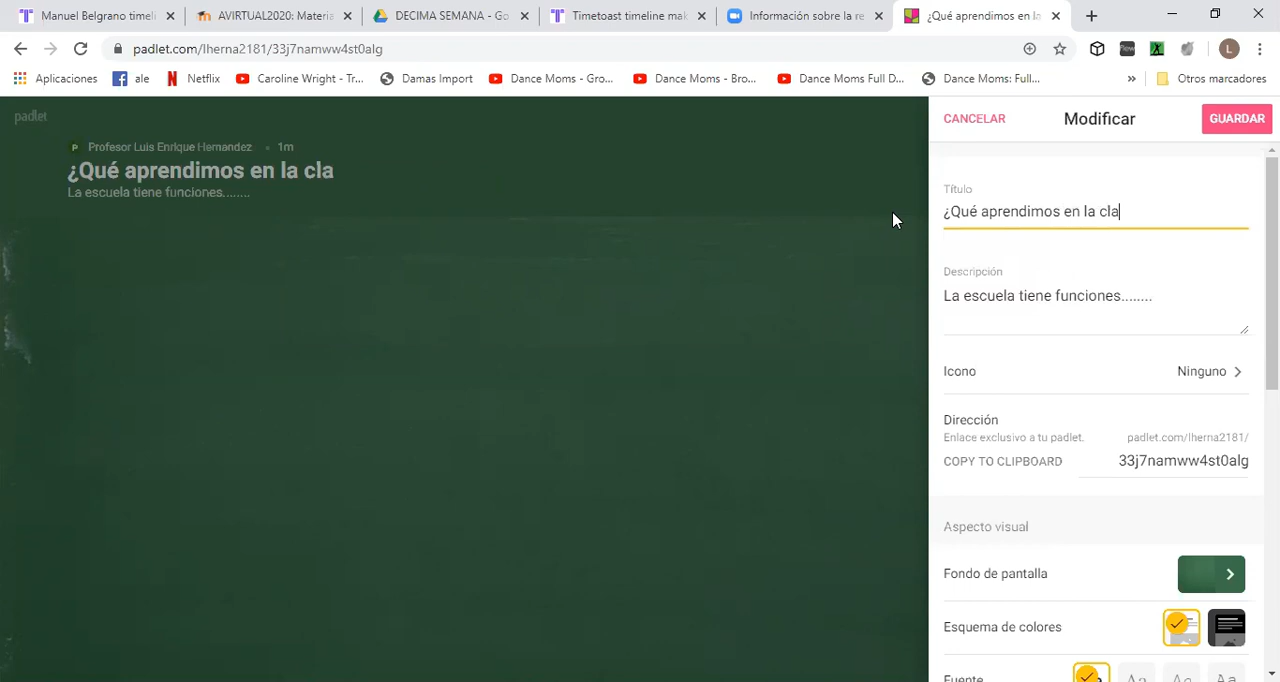 Manuel Belgrano timeli
AVIRTUAL2020: Materia
DECIMA SEMANA - Go
Timetoast timeline mak
Información sobre la re
¿Qué aprendimos en la
padlet.com/lherna2181/33j7namww4st0alg
Aplicaciones
ale
Netflix
Caroline Wright - Tr...
Damas Import
Dance Moms - Gro...
Dance Moms - Bro...
Dance Moms Full D...
Dance Moms: Full...
»
Otros marcadores
padlet
Profesor Luis Enrique Hernandez • 1m
¿Qué aprendimos en la cla
La escuela tiene funciones........
CANCELAR
Modificar
GUARDAR
Título
¿Qué aprendimos en la cla
Descripción
La escuela tiene funciones........
Icono
Ninguno
Dirección
Enlace exclusivo a tu padlet.
padlet.com/lherna2181/
COPY TO CLIPBOARD
33j7namww4st0alg
Aspecto visual
Fondo de pantalla
Esquema de colores
Fuente
Aa
Aa
Aa